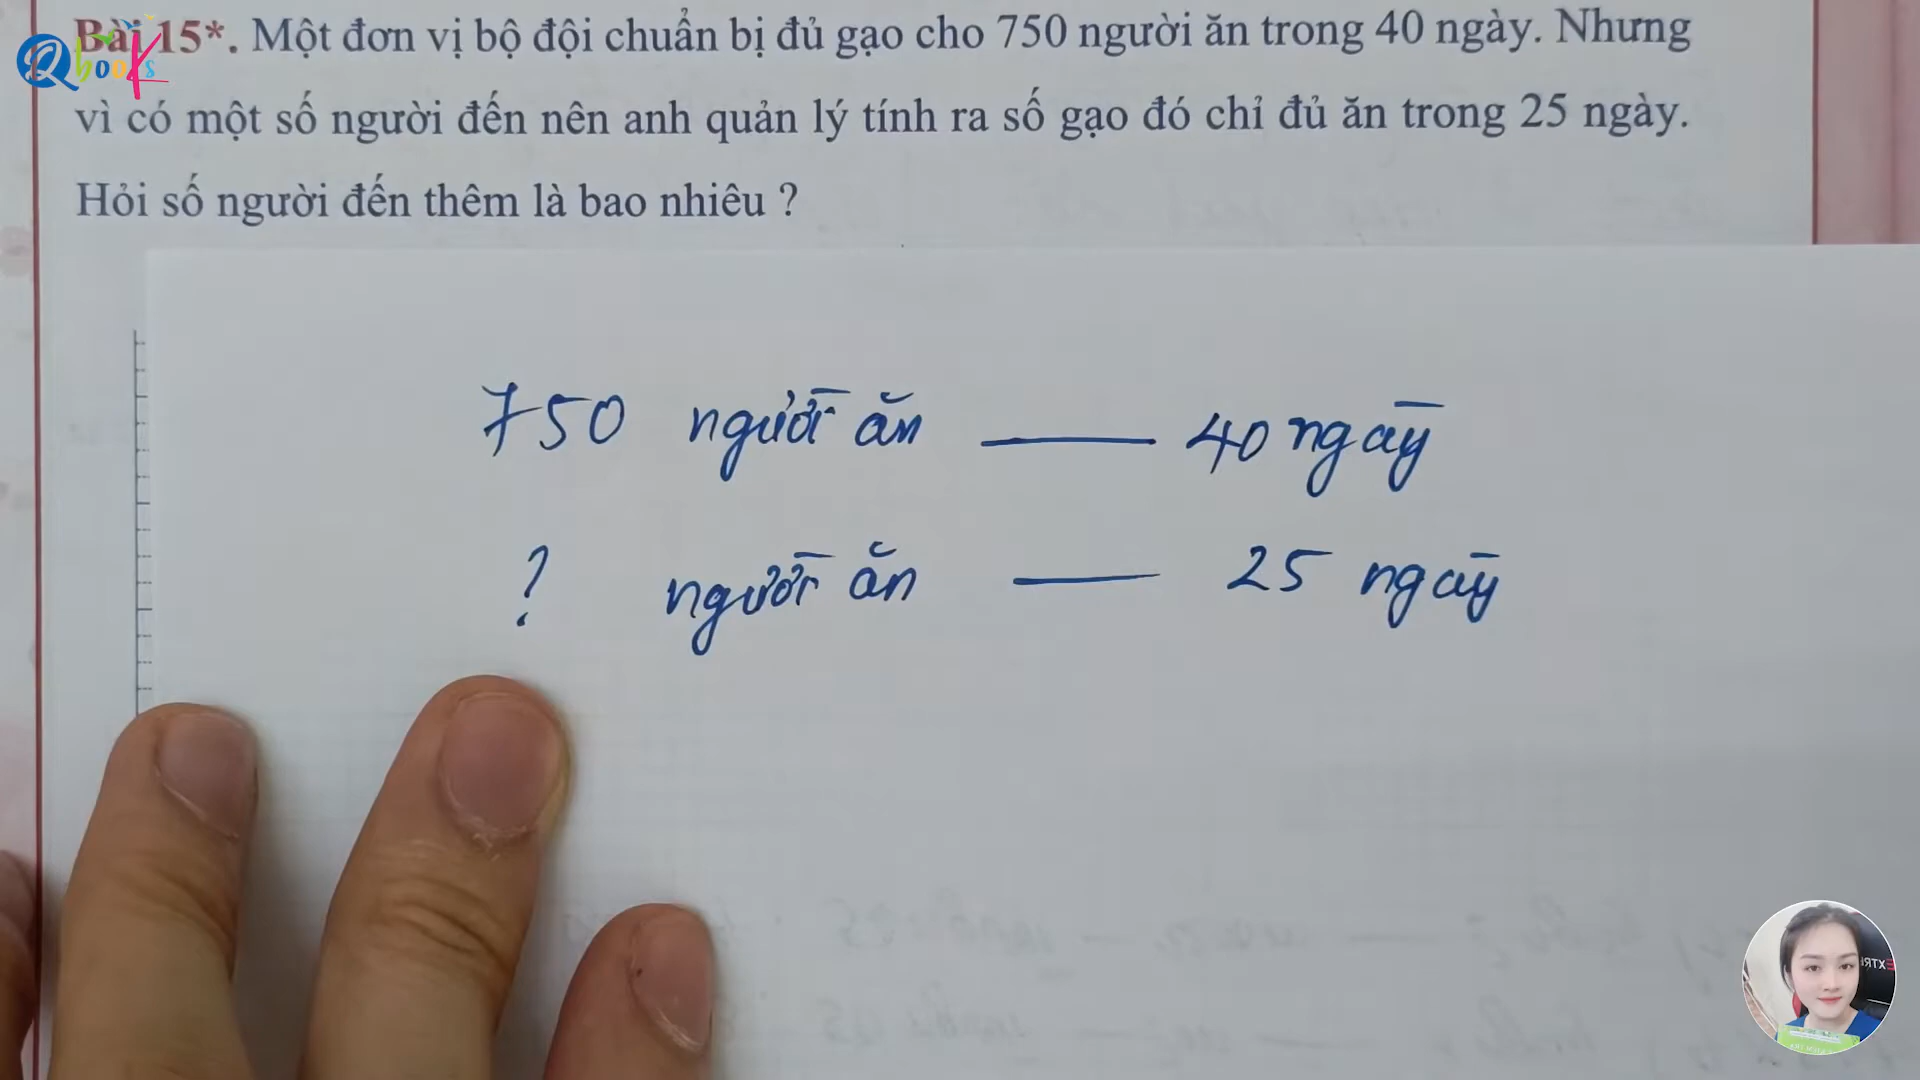 Qbooks
Bài 15*. Một đơn vị bộ đội chuẩn bị đủ gạo cho 750 người ăn trong 40 ngày. Nhưng
vì có một số người đến nên anh quản lý tính ra số gạo đó chỉ đủ ăn trong 25 ngày.
Hỏi số người đến thêm là bao nhiêu ?
750 người ăn — 40 ngày
? người ăn — 25 ngày